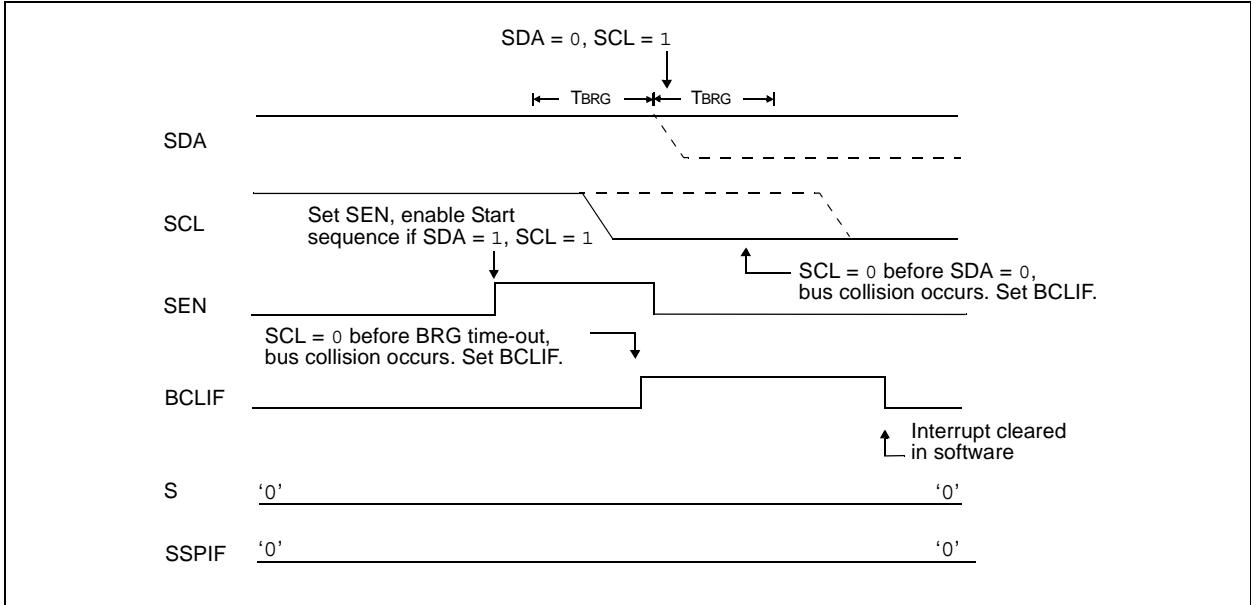 SDA = 0, SCL = 1
TBRG TBRG
SDA
SCL
Set SEN, enable Start
sequence if SDA = 1, SCL = 1
SCL = 0 before SDA = 0,
bus collision occurs. Set BCLIF.
SEN
SCL = 0 before BRG time-out,
bus collision occurs. Set BCLIF.
BCLIF
Interrupt cleared
in software
S ‘0’ ‘0’
SSPIF ‘0’ ‘0’